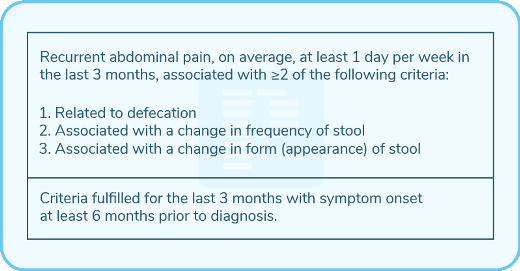 Recurrent abdominal pain, on average, at least 1 day per week in
the last 3 months, associated with ≥2 of the following criteria:
1. Related to defecation
2. Associated with a change in frequency of stool
3. Associated with a change in form (appearance) of stool
Criteria fulfilled for the last 3 months with symptom onset
at least 6 months prior to diagnosis.